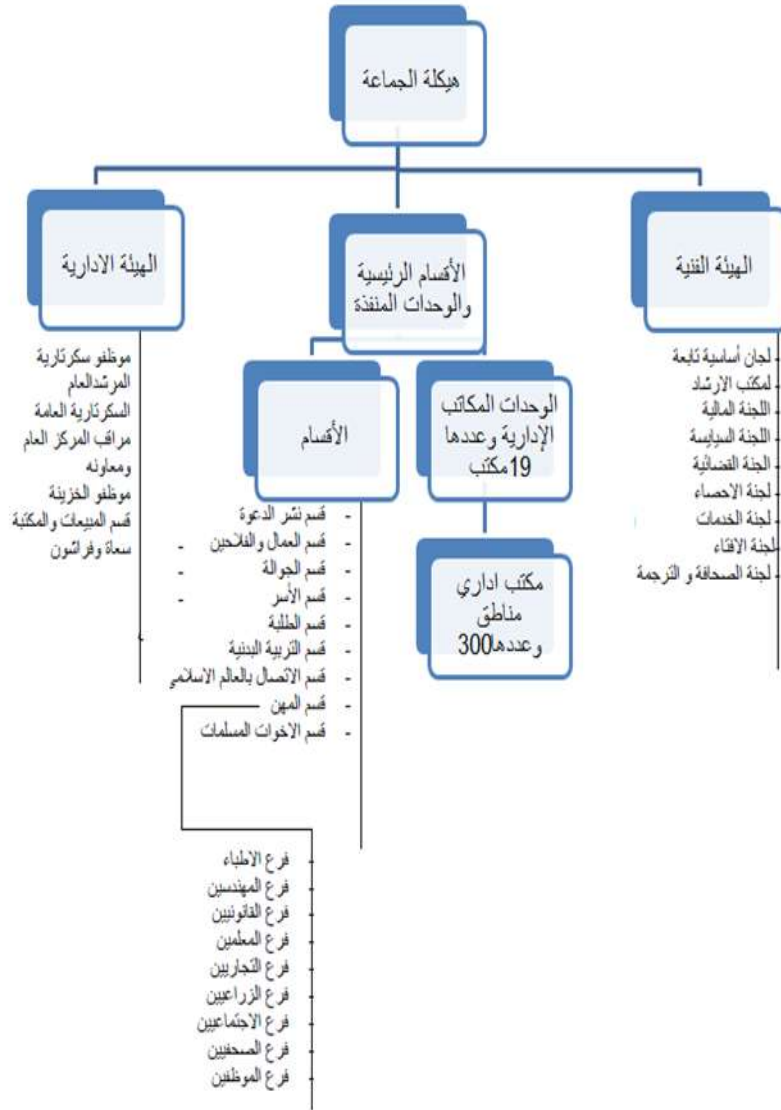 هيكلة الجماعة
الهيئة الفنية
- لجان أساسية تابعة
لمكتب الارشاد
- اللجنة المالية
- اللجنة السياسة
- الجنة القضائية
- لجنة الاحصاء
- لجنة الخدمات
- لجنة الافتاء
- لجنة الصحافة و الترجمة
الأقسام الرئيسية
والوحدات المنفذة
الوحدات المكاتب
الإدارية وعددها
19مكتب
مكتب اداري
مناطق
وعددها300
الأقسام
- قسم نشر الدعوة
- قسم العمال والفلاحين -
- قسم الجوالة -
- قسم الأسر -
- قسم الطلبة
- قسم التربية البدنية
- قسم الاتصال بالعالم الاسلامي
- قسم المهن
- قسم الاخوات المسلمات
- فرع الاطباء
- فرع المهندسين
- فرع القانونيين
- فرع المعلمين
- فرع التجاريين
- فرع الزراعيين
- فرع الاجتماعيين
- فرع الصحفيين
- فرع الموظفين
الهيئة الادارية
موظفو سكرتارية
المرشدالعام
السكرتارية العامة
مراقب المركز العام
ومعاونه
موظفو الخزينة
قسم المبيعات والمكتبة
سعاة وفراشون